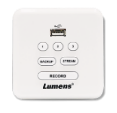 1 2 3
BACKUP STREAM
RECORD
Lumens®